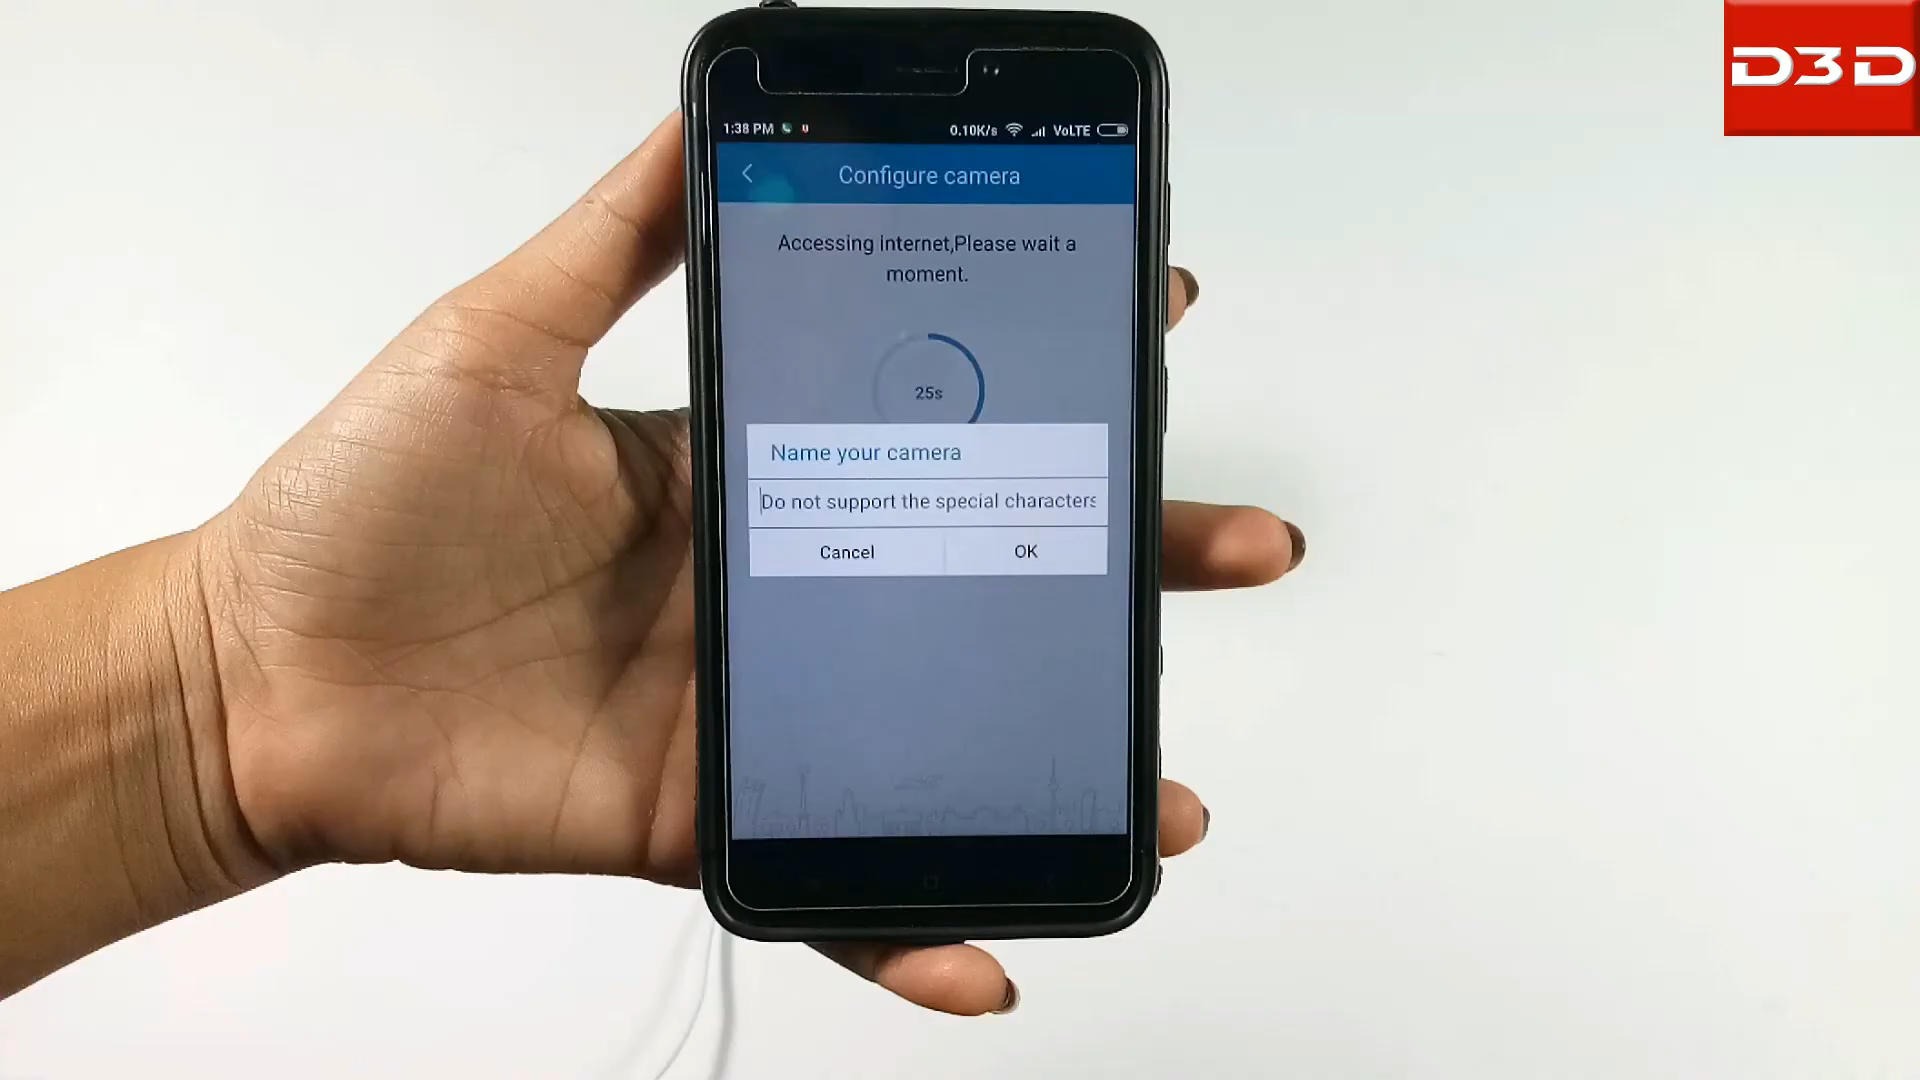 D3D
1:38 PM
0.10K/s VoLTE
Configure camera
Accessing internet,Please wait a
moment.
25s
Name your camera
Do not support the special characters
Cancel OK